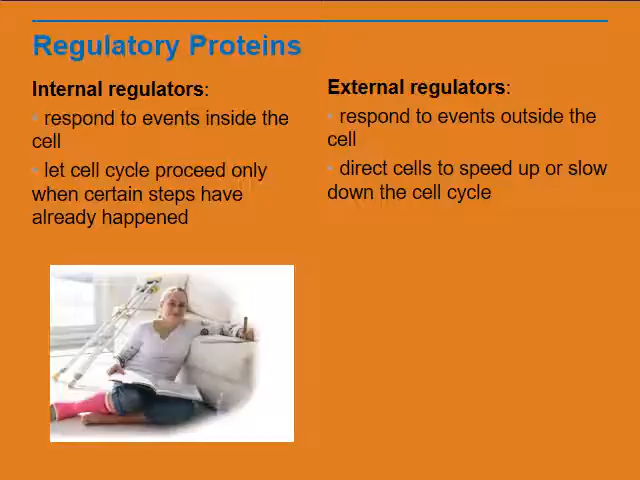 Regulatory Proteins
Internal regulators:
• respond to events inside the
cell
• let cell cycle proceed only
when certain steps have
already happened
External regulators:
• respond to events outside the
cell
• direct cells to speed up or slow
down the cell cycle